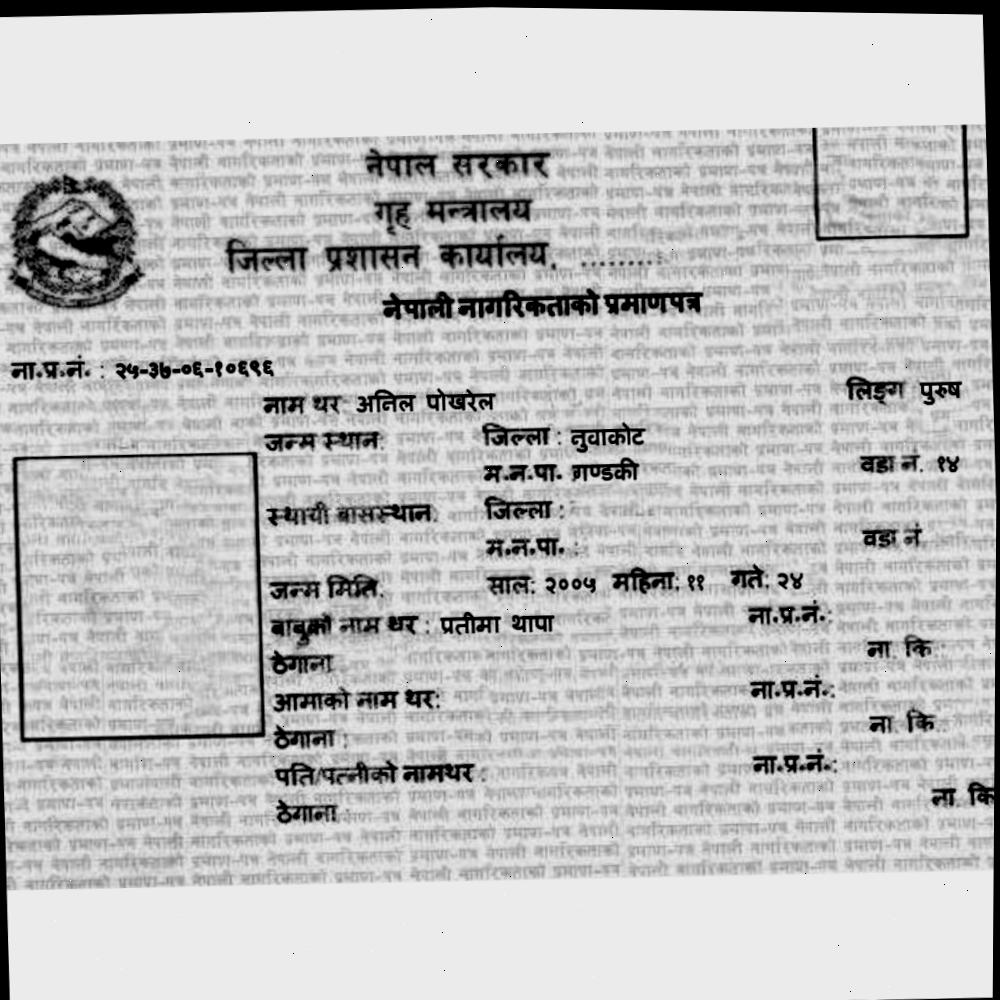 नेपाल सरकार
गृह मन्त्रालय
जिल्ला प्रशासन कार्यालय, ..........
नेपाली नागरिकताको प्रमाणपत्र
ना.प्र.नं. : २५-३७-०६-१०६९६
नाम थर: अनिल पोखरेल लिङ्ग पुरुष
जन्म स्थान: जिल्ला : नुवाकोट
म.न.पा. गण्डकी वडा नं. १४
स्थायी बासस्थान: जिल्ला :
म.न.पा. : वडा नं.
जन्म मिति: साल: २००५ महिना: ११ गते: २४
बाबुको नाम थर : प्रतीमा थापा ना.प्र.नं.:
ठेगाना ना. कि.:
आमाको नाम थर: ना.प्र.नं.:
ठेगाना : ना. कि.:
पति/पत्नीको नामथर : ना.प्र.नं.:
ठेगाना: ना. कि